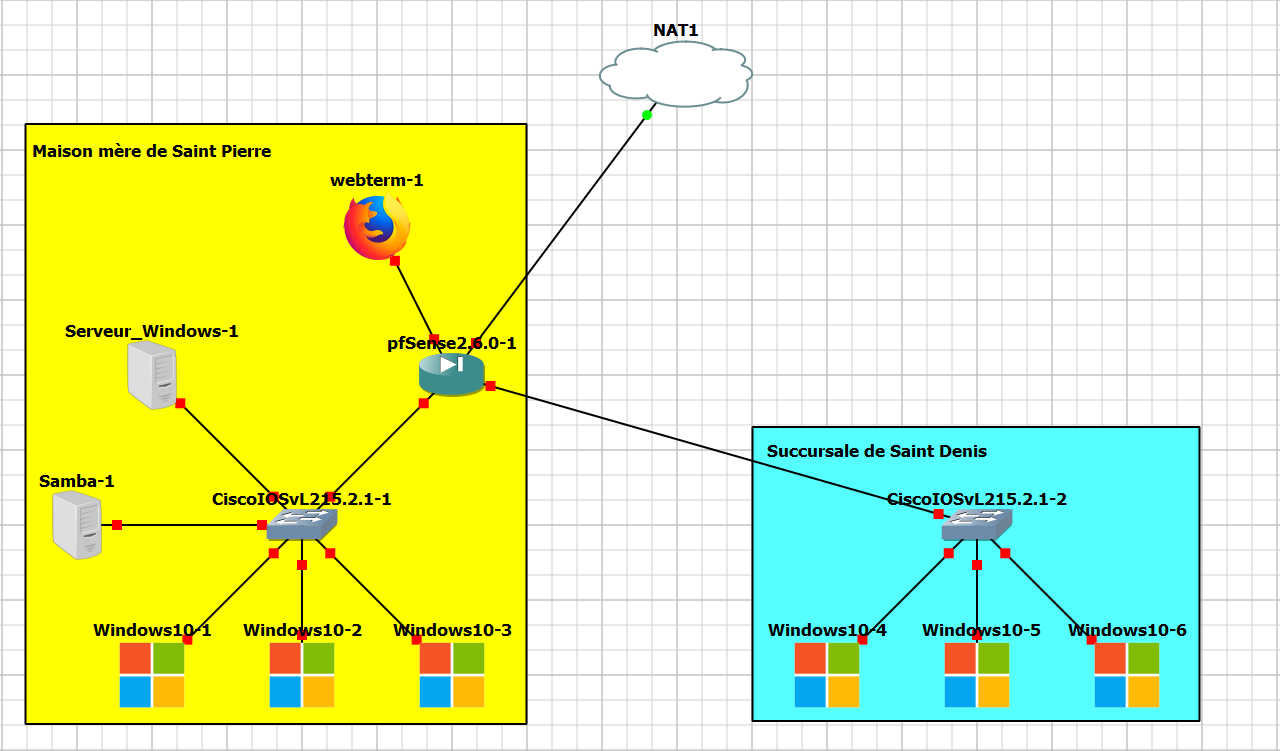 NAT1
Maison mère de Saint Pierre
webterm-1
Serveur_Windows-1
pfSense2.6.0-1
Succursale de Saint Denis
Samba-1
CiscoIOSvL215.2.1-1
CiscoIOSvL215.2.1-2
Windows10-1
Windows10-2
Windows10-3
Windows10-4
Windows10-5
Windows10-6